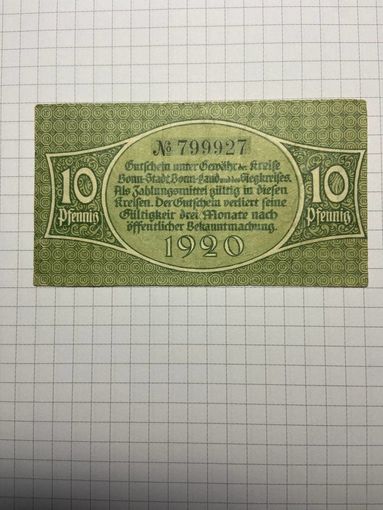 № 799927
Gutschein unter Gewähr der Kreise
Bonn-Stadt, Bonn-Land und des Siegkreises.
Als Zahlungsmittel gültig in diesen
Kreisen. Der Gutschein verliert seine
Gültigkeit drei Monate nach
öffentlicher Bekanntmachung.
1920
10
Pfennig
10
Pfennig